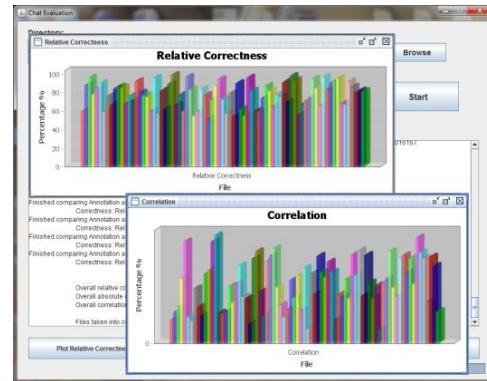 Chat Evaluation
Directory:
Relative Correctness
Relative Correctness
Browse
100
80
60
40
20
0
Percentage %
Relative Correctness
File
Start
016167.
Finished comparing Annotation a
Correctness: Rel
Finished comparing Annotation a
Correctness: Rel
Finished comparing Annotation a
Correctness: Rel
Finished comparing Annotation a
Correctness: Rel
Overall relative co
Overall absolute
Overall correlatio
Files taken into c
Correlation
Correlation
Percentage %
0
Correlation
File
Plot Relative Correctne